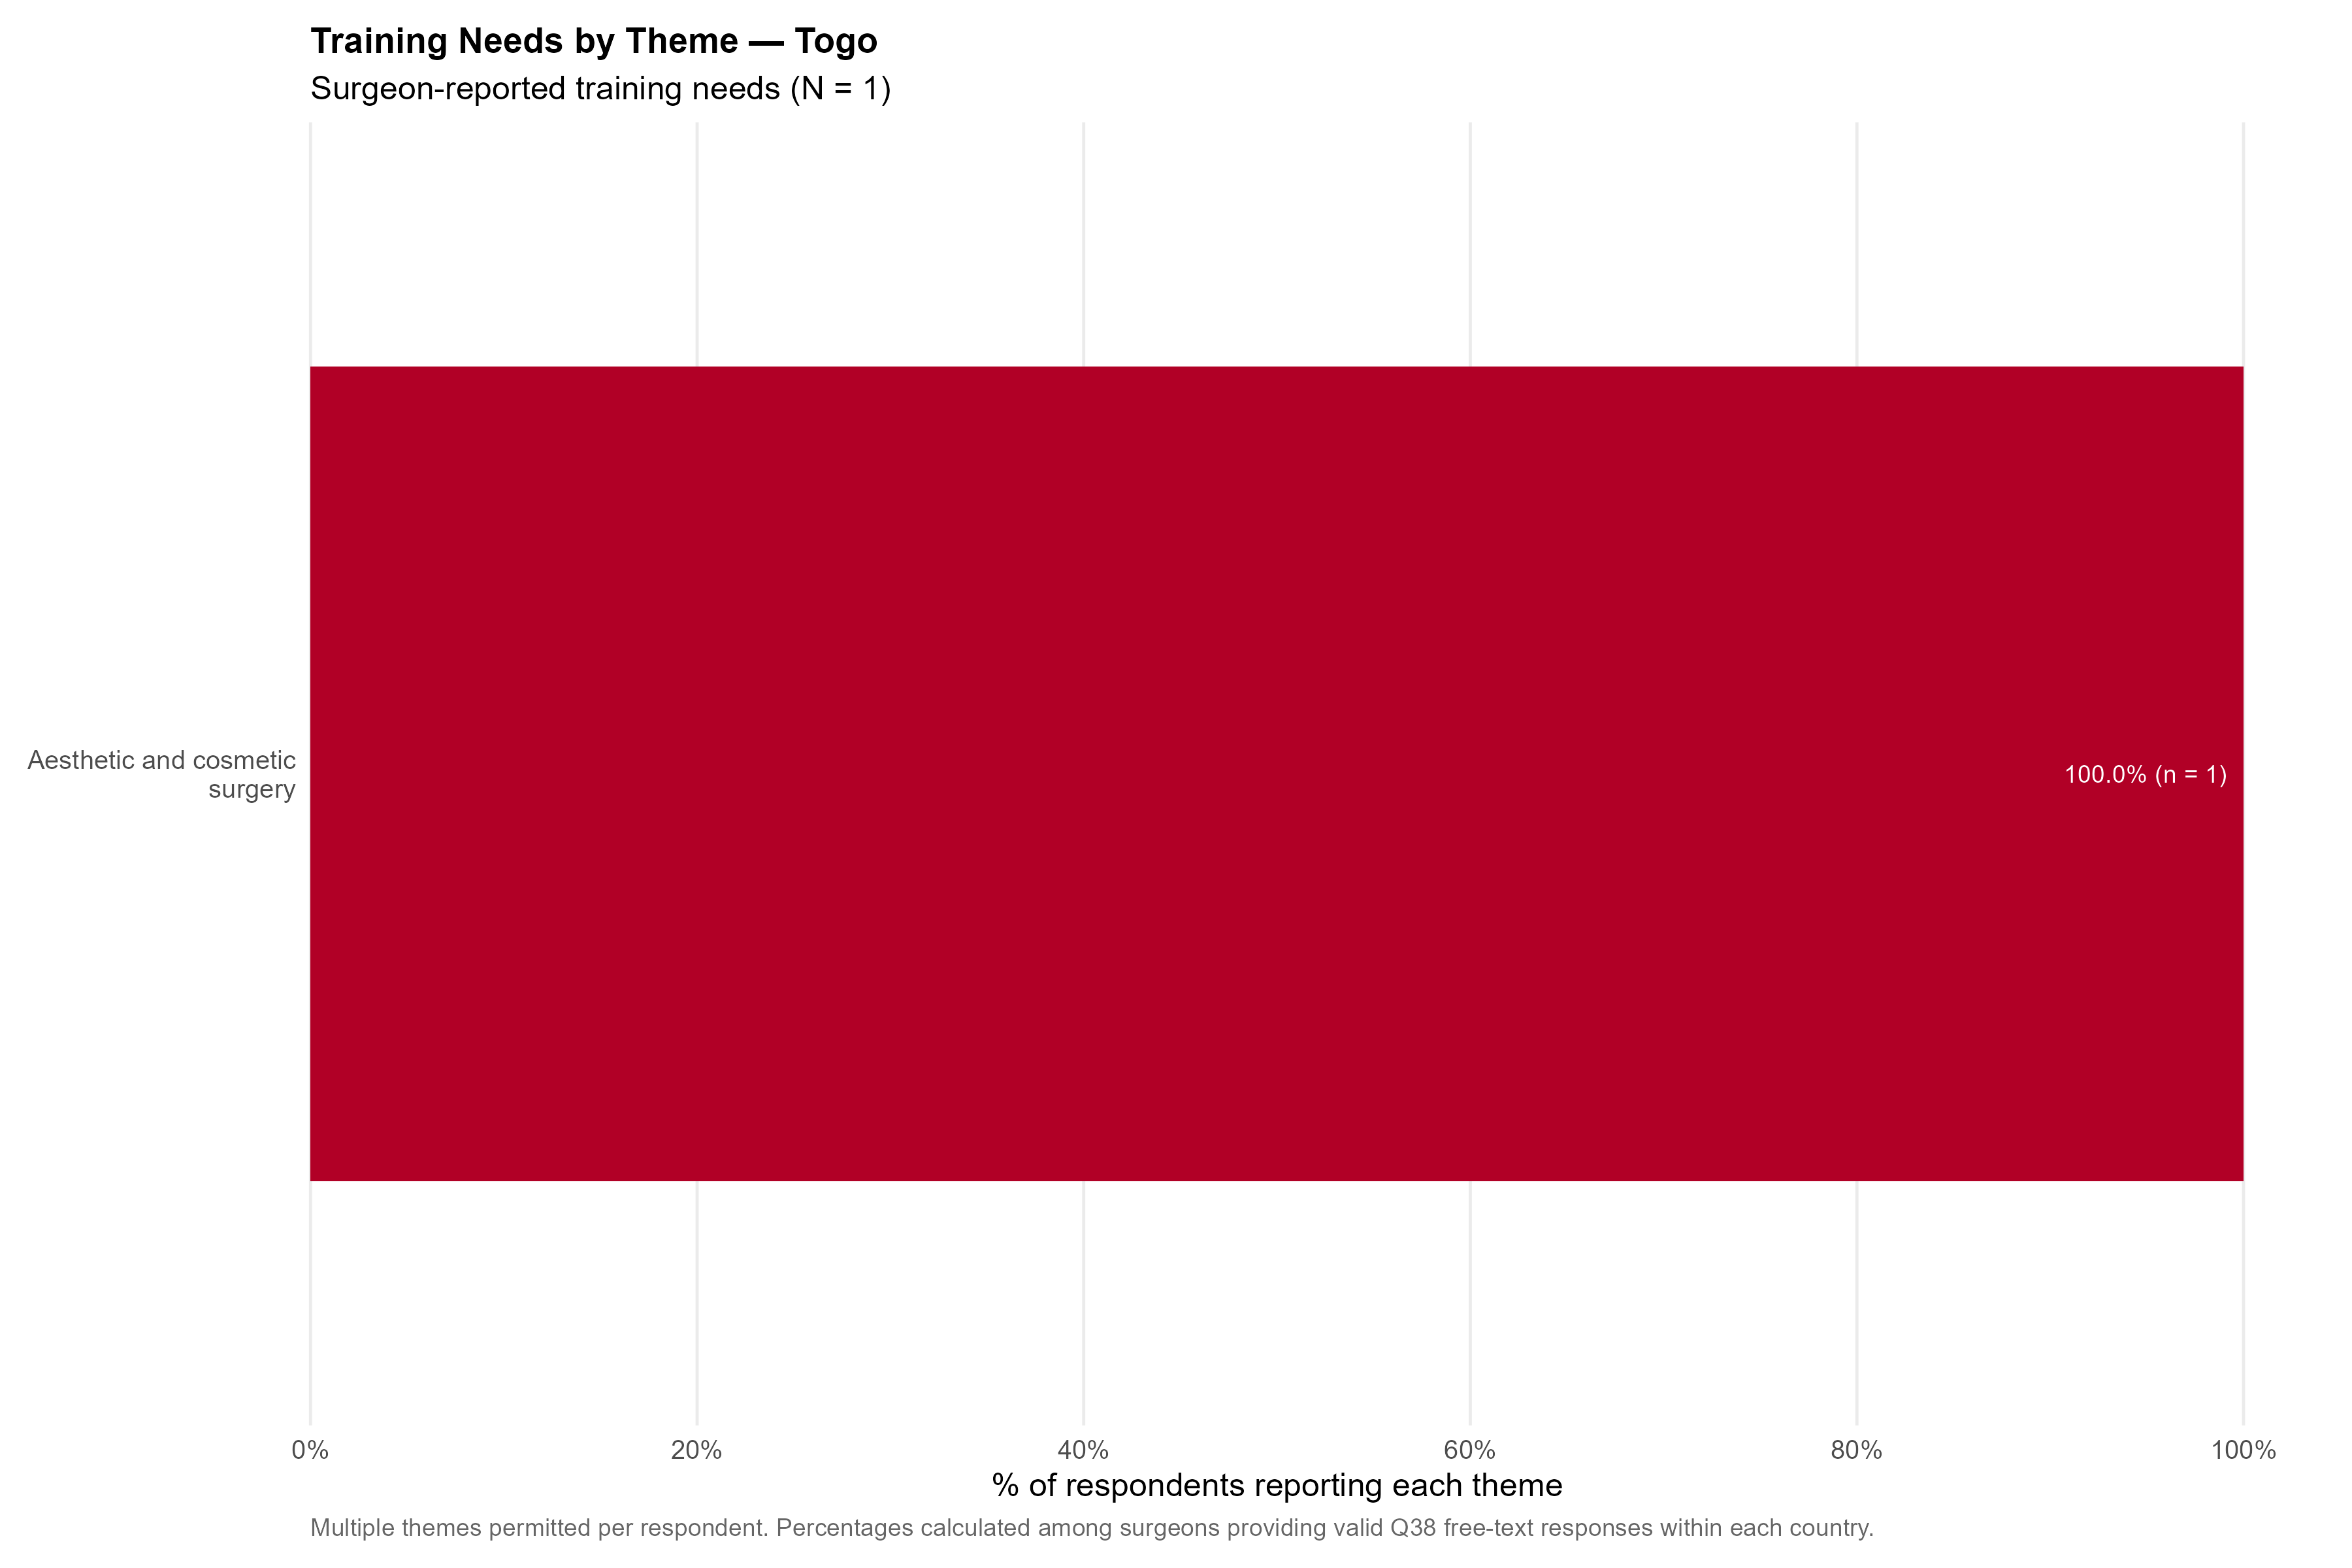 Training Needs by Theme — Togo
Surgeon-reported training needs (N = 1)
Aesthetic and cosmetic
surgery
100.0% (n = 1)
0% 20% 40% 60% 80% 100%
% of respondents reporting each theme
Multiple themes permitted per respondent. Percentages calculated among surgeons providing valid Q38 free-text responses within each country.